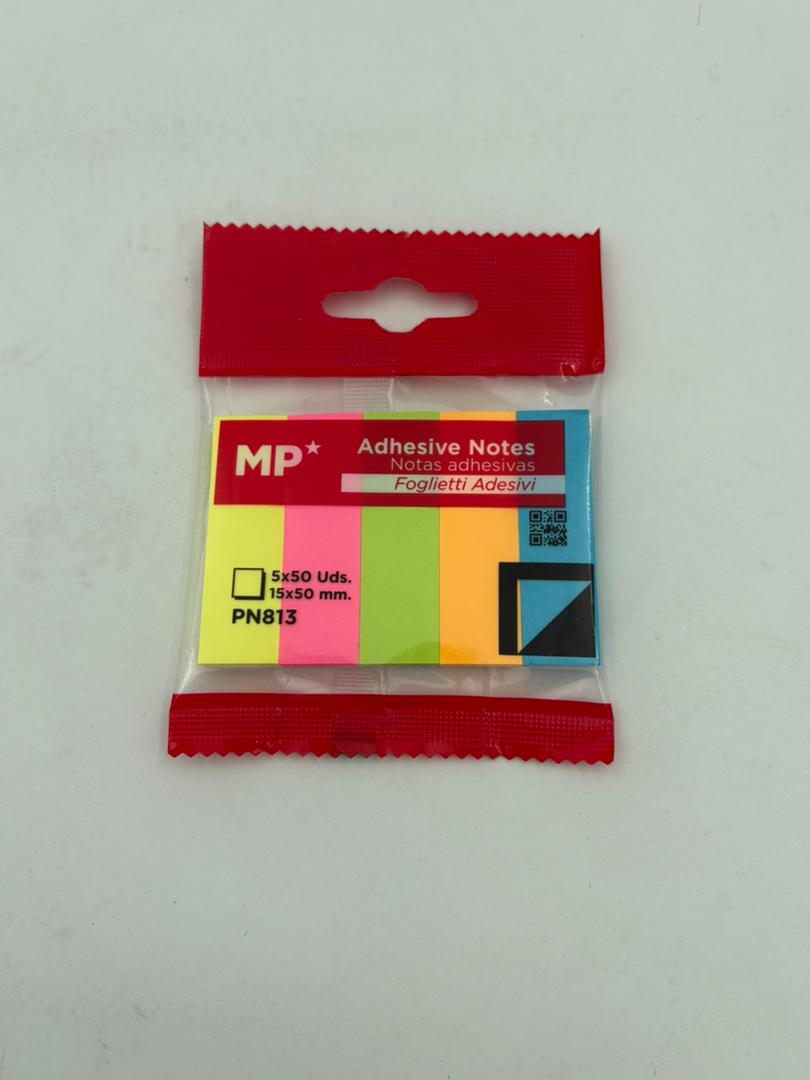 MP
Adhesive Notes
Notas adhesivas
Foglietti Adesivi
5x50 Uds.
15x50 mm.
PN813